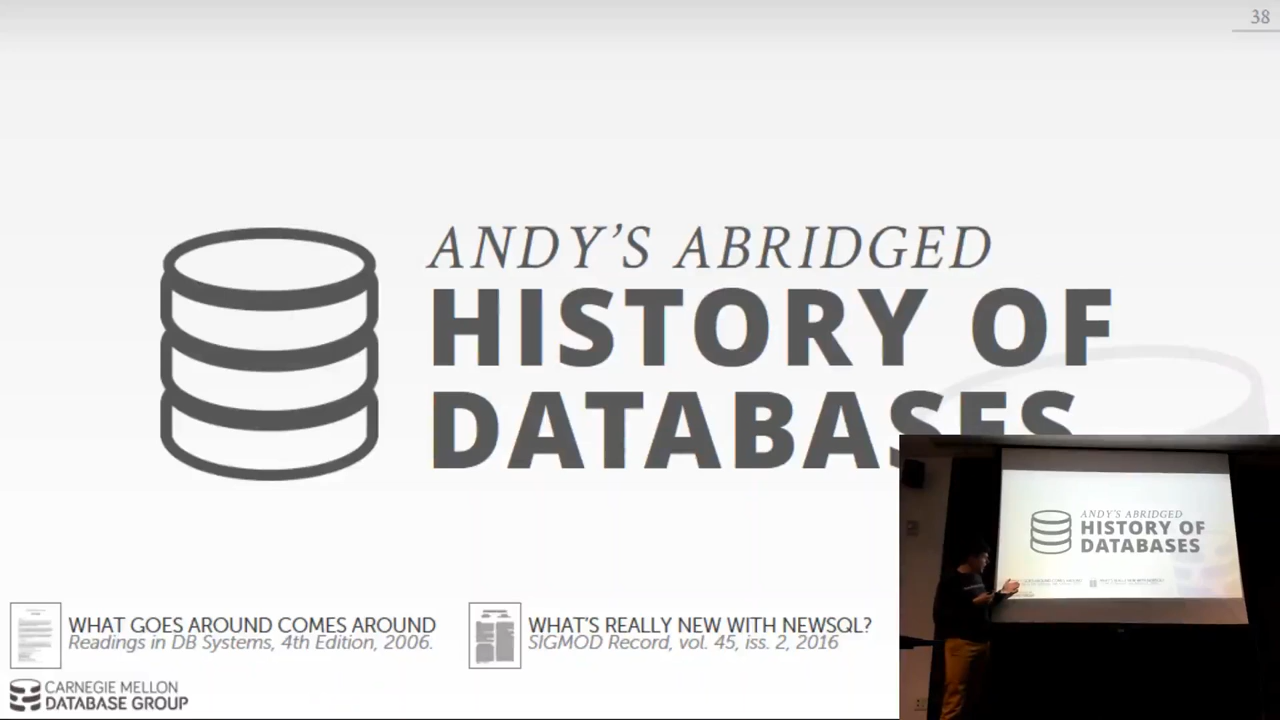 38
ANDY'S ABRIDGED
HISTORY OF
DATABASES
WHAT GOES AROUND COMES AROUND
Readings in DB Systems, 4th Edition, 2006.
WHAT'S REALLY NEW WITH NEWSQL?
SIGMOD Record, vol. 45, iss. 2, 2016
CARNEGIE MELLON
DATABASE GROUP
ANDY'S ABRIDGED
HISTORY OF
DATABASES